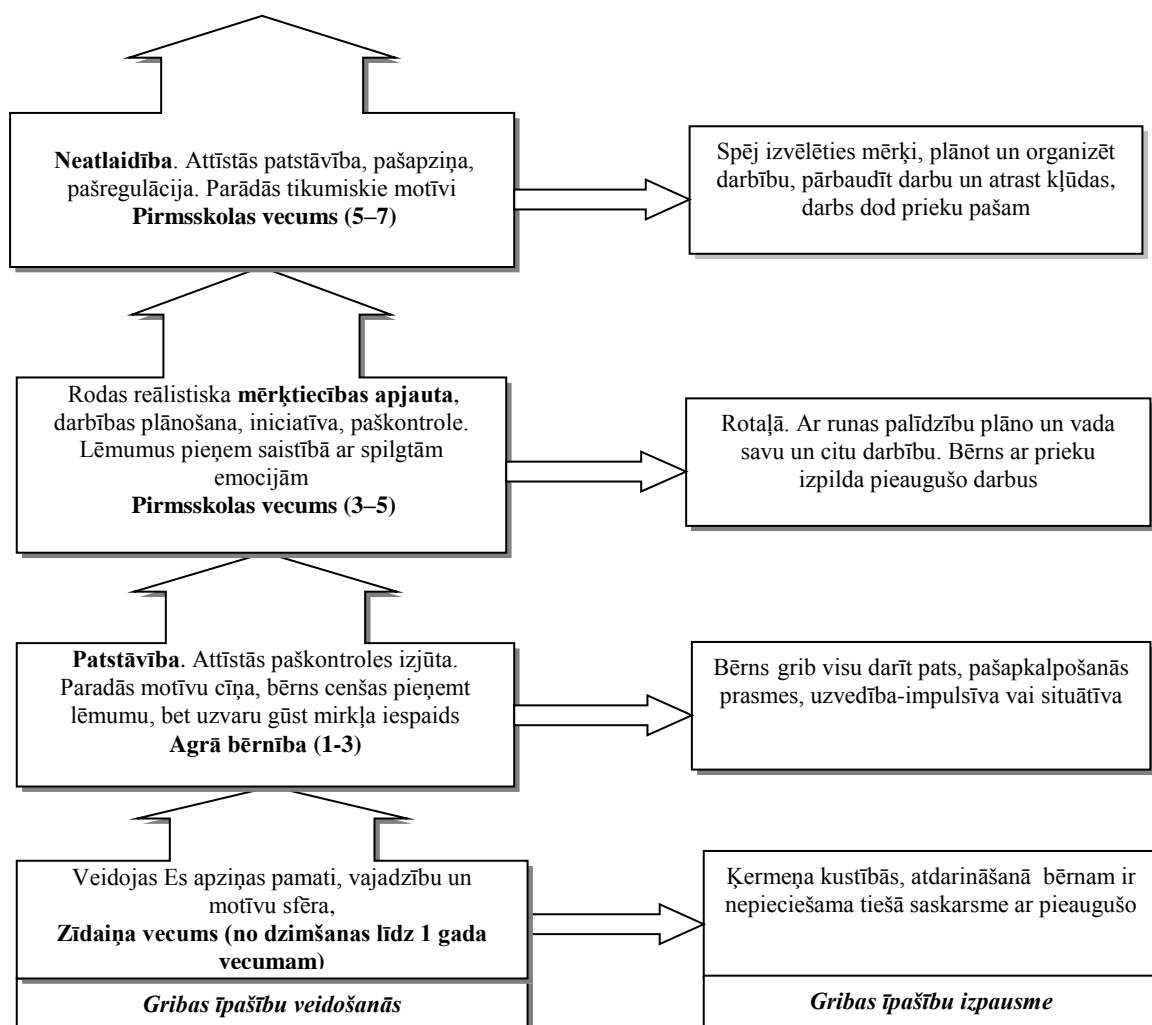 Neatlaidība. Attīstās patstāvība, pašapziņa,
pašregulācija. Parādās tikumiskie motīvi
Pirmsskolas vecums (5–7)
Spēj izvēlēties mērķi, plānot un organizēt
darbību, pārbaudīt darbu un atrast kļūdas,
darbs dod prieku pašam
Rodas reālistiska mērķtiecības apjauta,
darbības plānošana, iniciatīva, paškontrole.
Lēmumus pieņem saistībā ar spilgtām
emocijām
Pirmsskolas vecums (3–5)
Rotaļā. Ar runas palīdzību plāno un vada
savu un citu darbību. Bērns ar prieku
izpilda pieaugušo darbus
Patstāvība. Attīstās paškontroles izjūta.
Paradās motīvu cīņa, bērns cenšas pieņemt
lēmumu, bet uzvaru gūst mirkļa iespaids
Agrā bērnība (1-3)
Bērns grib visu darīt pats, pašapkalpošanās
prasmes, uzvedība-impulsīva vai situātīva
Veidojas Es apziņas pamati, vajadzību un
motīvu sfēra,
Zīdaiņa vecums (no dzimšanas līdz 1 gada
vecumam)
Ķermeņa kustībās, atdarināšanā bērnam ir
nepieciešama tiešā saskarsme ar pieaugušo
Gribas īpašību veidošanās
Gribas īpašību izpausme